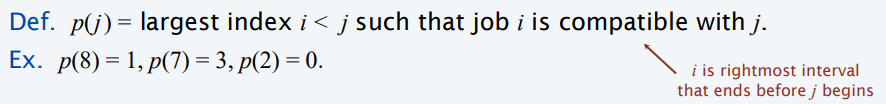 Def. p(j) = largest index i < j such that job i is compatible with j.
Ex. p(8) = 1, p(7) = 3, p(2) = 0.
i is rightmost interval
that ends before j begins